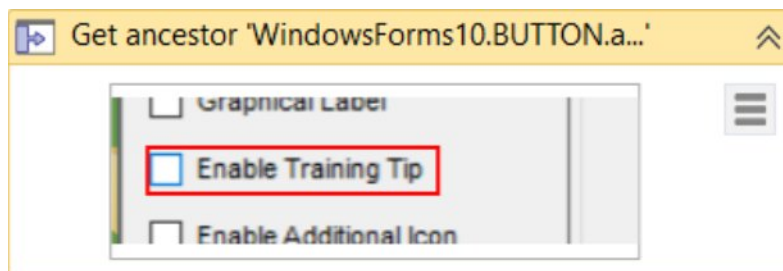 Get ancestor 'WindowsForms10.BUTTON.a...'
Graphical Label
Enable Training Tip
Enable Additional Icon